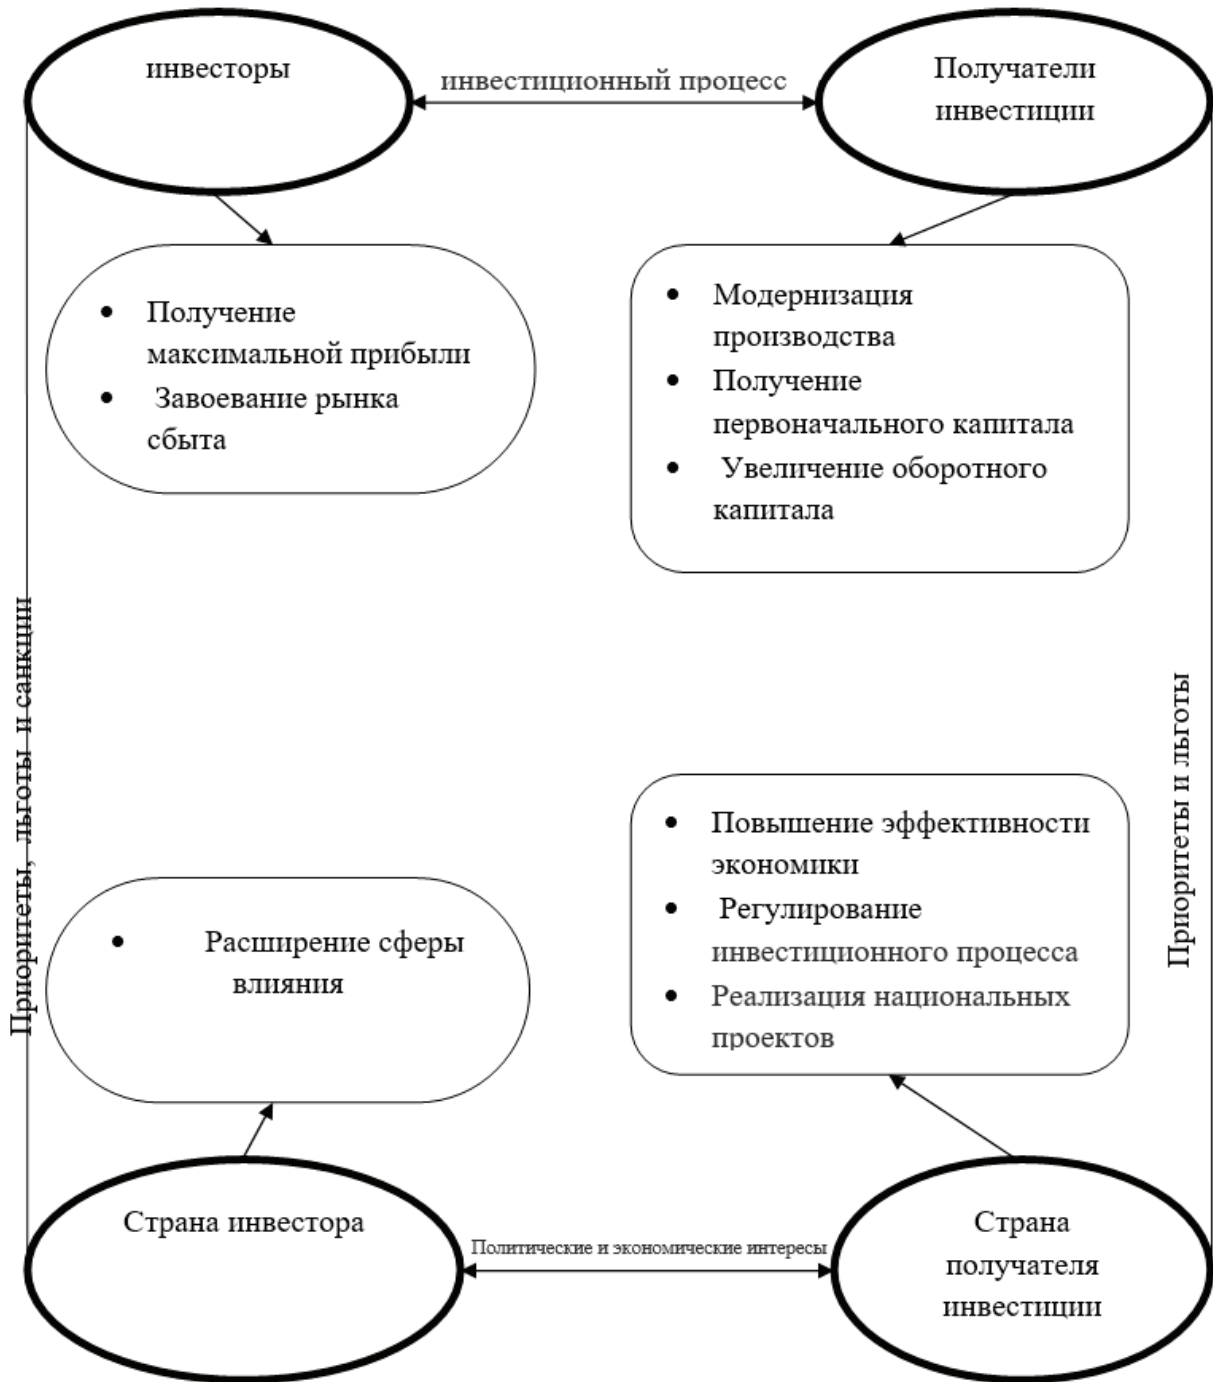 инвесторы
инвестиционный процесс
Получатели
инвестиции
• Получение
максимальной прибыли
• Завоевание рынка
сбыта
• Модернизация
производства
• Получение
первоначального капитала
• Увеличение оборотного
капитала
Приоритеты, льготы и санкции
Приоритеты и льготы
• Расширение сферы
влияния
• Повышение эффективности
экономики
• Регулирование
инвестиционного процесса
• Реализация национальных
проектов
Страна инвестора
Политические и экономические интересы
Страна
получателя
инвестиции